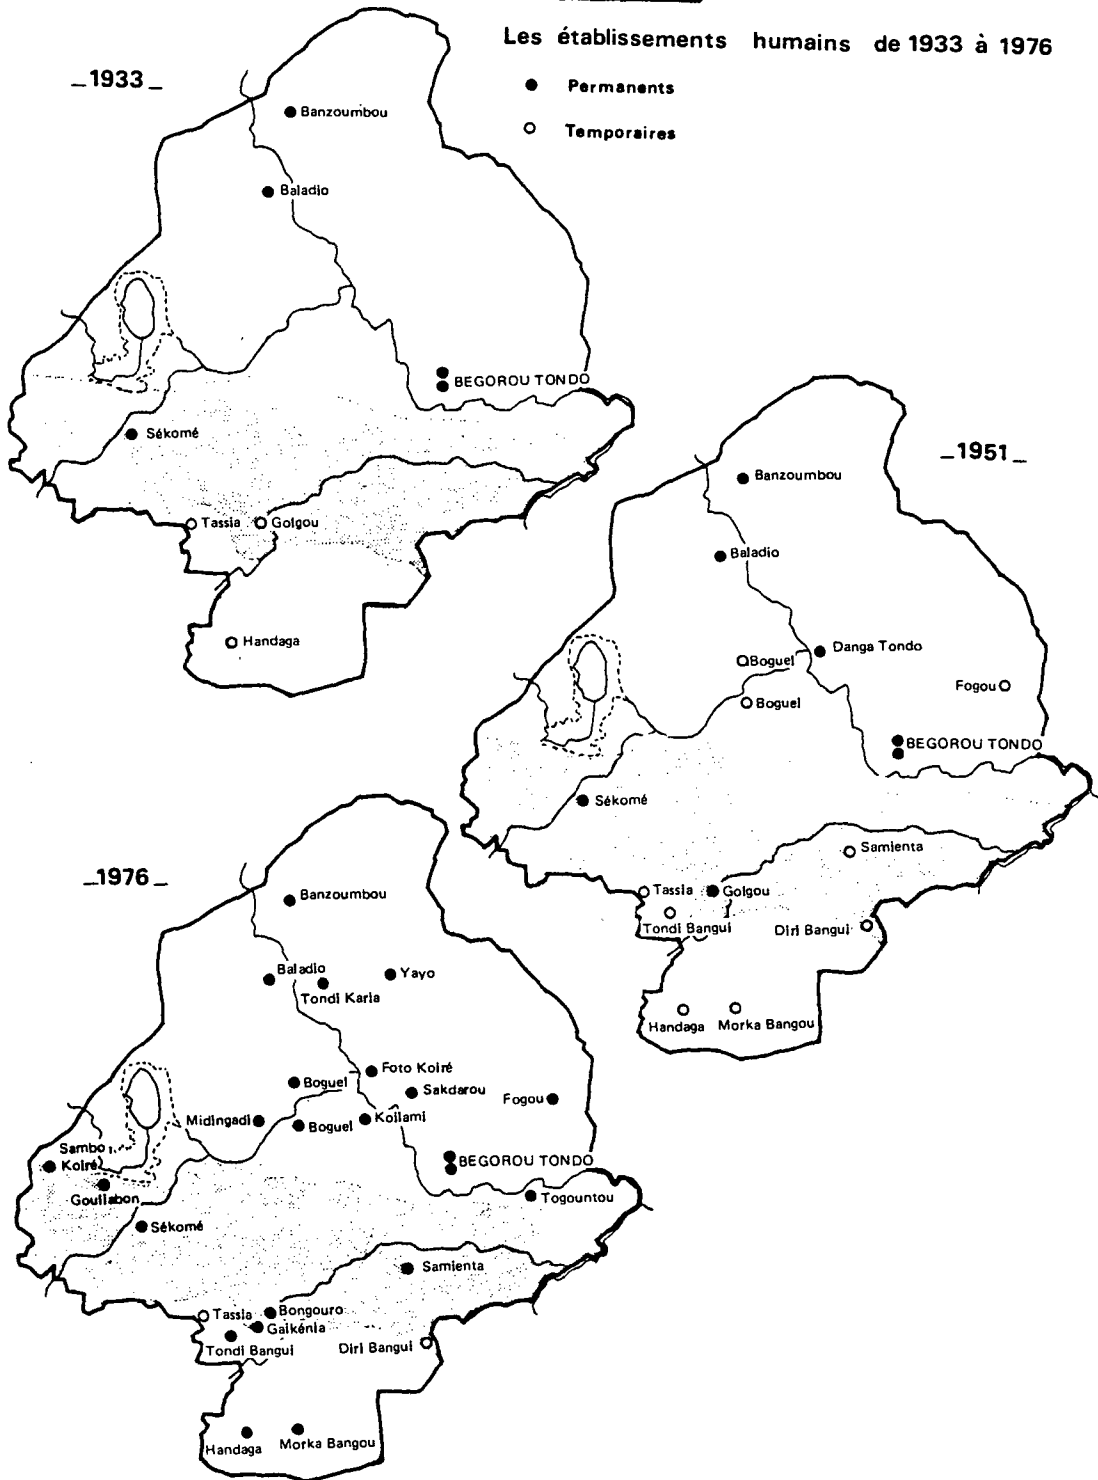 Les établissements humains de 1933 à 1976
Permanents
Temporaires
_1933_
Banzoumbou
Baladio
BEGOROU TONDO
Sékomé
Tassia
Golgou
Handaga
_1951_
Banzoumbou
Baladio
Danga Tondo
Boguel
Fogou
Boguel
BEGOROU TONDO
Sékomé
Samienta
Tassia
Golgou
Tondi Bangui
Diri Bangui
Handaga
Morka Bangou
_1976_
Banzoumbou
Baladio
Yayo
Tondi Karia
Foto Koiré
Boguel
Sakdarou
Fogou
Midingadi
Boguel
Koilami
Sambo
Koiré
BEGOROU TONDO
Goullabon
Togountou
Sékomé
Samienta
Tassia
Bongouro
Gaikénia
Tondi Bangui
Diri Bangui
Handaga
Morka Bangou